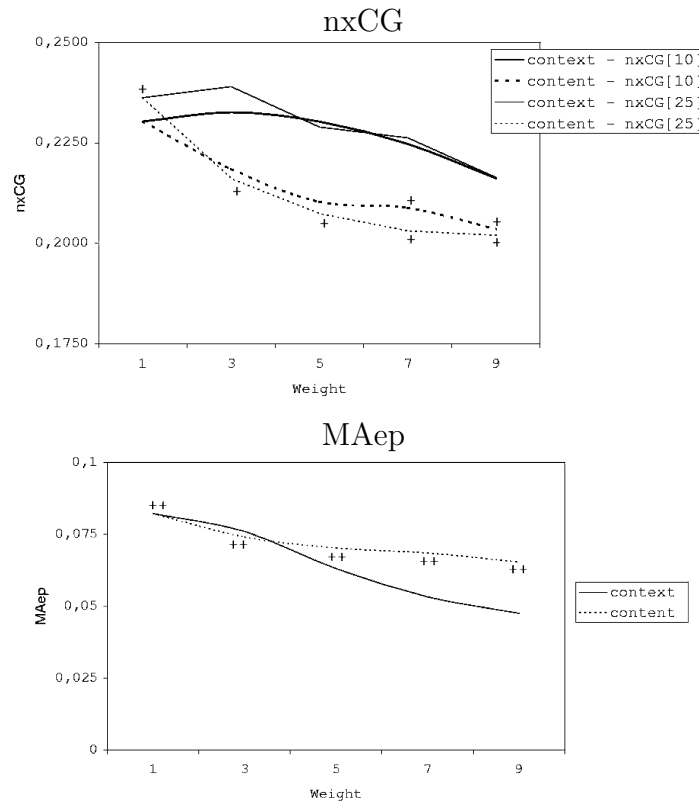 nxCG
0,2500
0,2250
0,2000
0,1750
nxCG
1 3 5 7 9
Weight
context - nxCG[10]
content - nxCG[10]
context - nxCG[25]
content - nxCG[25]
+
+
+
+
+
+
+
MAep
0,1
0,075
0,05
0,025
0
MAep
++
++
++
++
++
1 3 5 7 9
Weight
context
content